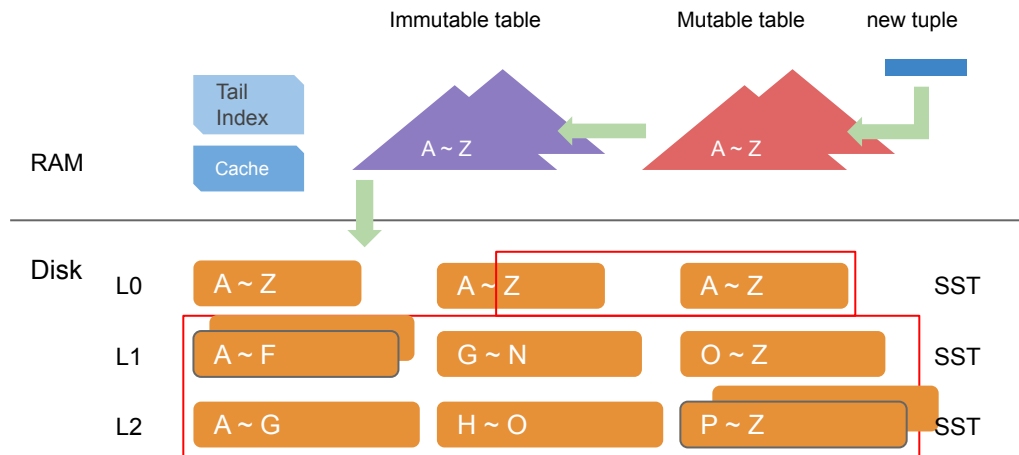 Immutable table
Mutable table
new tuple
Tail
Index
A ~ Z
A ~ Z
RAM
Cache
Disk
L0
A ~ Z
A ~ Z
A ~ Z
SST
L1
A ~ F
G ~ N
O ~ Z
SST
L2
A ~ G
H ~ O
P ~ Z
SST